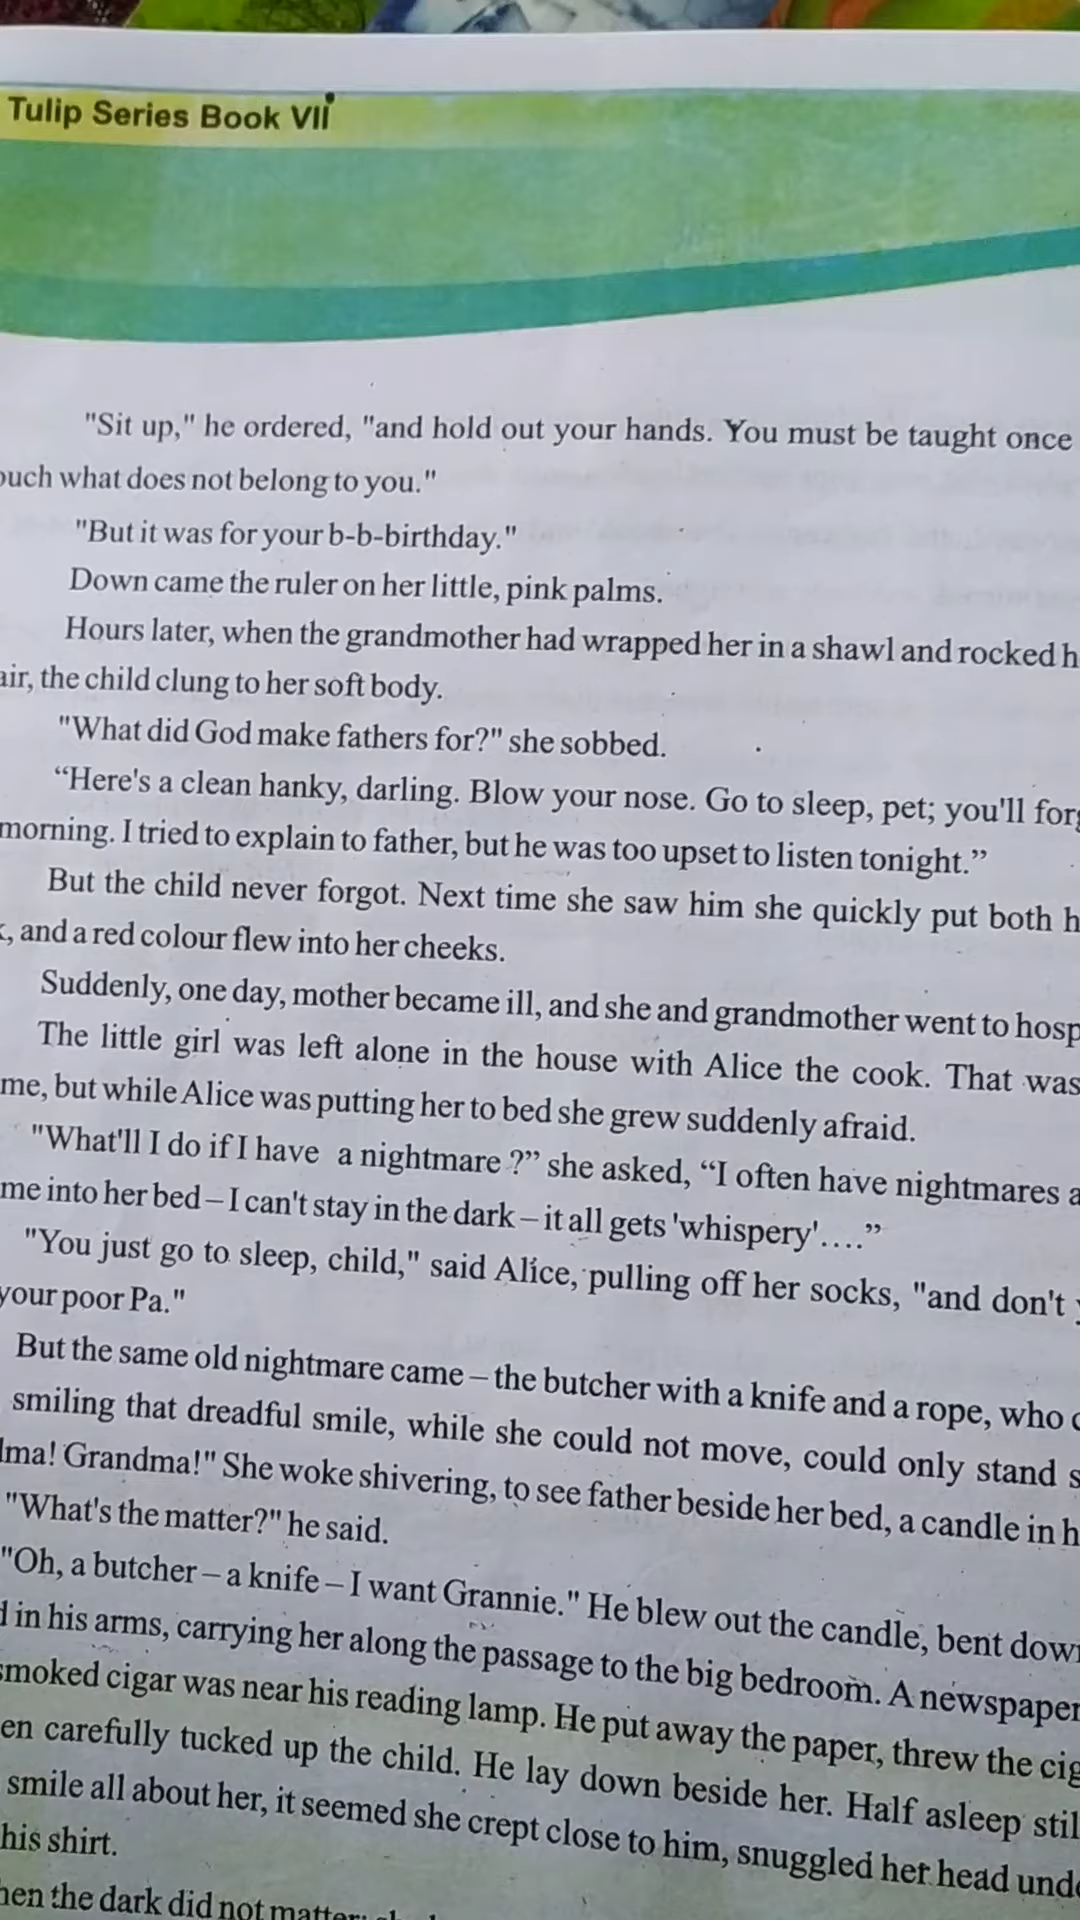 Tulip Series Book VII
"Sit up," he ordered, "and hold out your hands. You must be taught once
what does not belong to you."
"But it was for your b-b-birthday."
Down came the ruler on her little, pink palms.
Hours later, when the grandmother had wrapped her in a shawl and rocked
the child clung to her soft body.
"What did God make fathers for?" she sobbed.
“Here's a clean hanky, darling. Blow your nose. Go to sleep, pet; you'll
morning. I tried to explain to father, but he was too upset to listen tonight.”
But the child never forgot. Next time she saw him she quickly put both
and a red colour flew into her cheeks.
Suddenly, one day, mother became ill, and she and grandmother went to
The little girl was left alone in the house with Alice the cook. That was
me, but while Alice was putting her to bed she grew suddenly afraid.
"What'll I do if I have a nightmare ?” she asked, “I often have nightmares
me into her bed – I can't stay in the dark – it all gets 'whispery'....”
"You just go to sleep, child," said Alice, pulling off her socks, "and don't
your poor Pa."
But the same old nightmare came – the butcher with a knife and a rope, who
smiling that dreadful smile, while she could not move, could only stand
Grandma!" She woke shivering, to see father beside her bed, a candle in
"What's the matter?" he said.
"Oh, a butcher – a knife – I want Grannie." He blew out the candle, bent
in his arms, carrying her along the passage to the big bedroom. A newspaper
smoked cigar was near his reading lamp. He put away the paper, threw the
carefully tucked up the child. He lay down beside her. Half asleep
smile all about her, it seemed she crept close to him, snuggled her head
his shirt.
the dark did not matter;